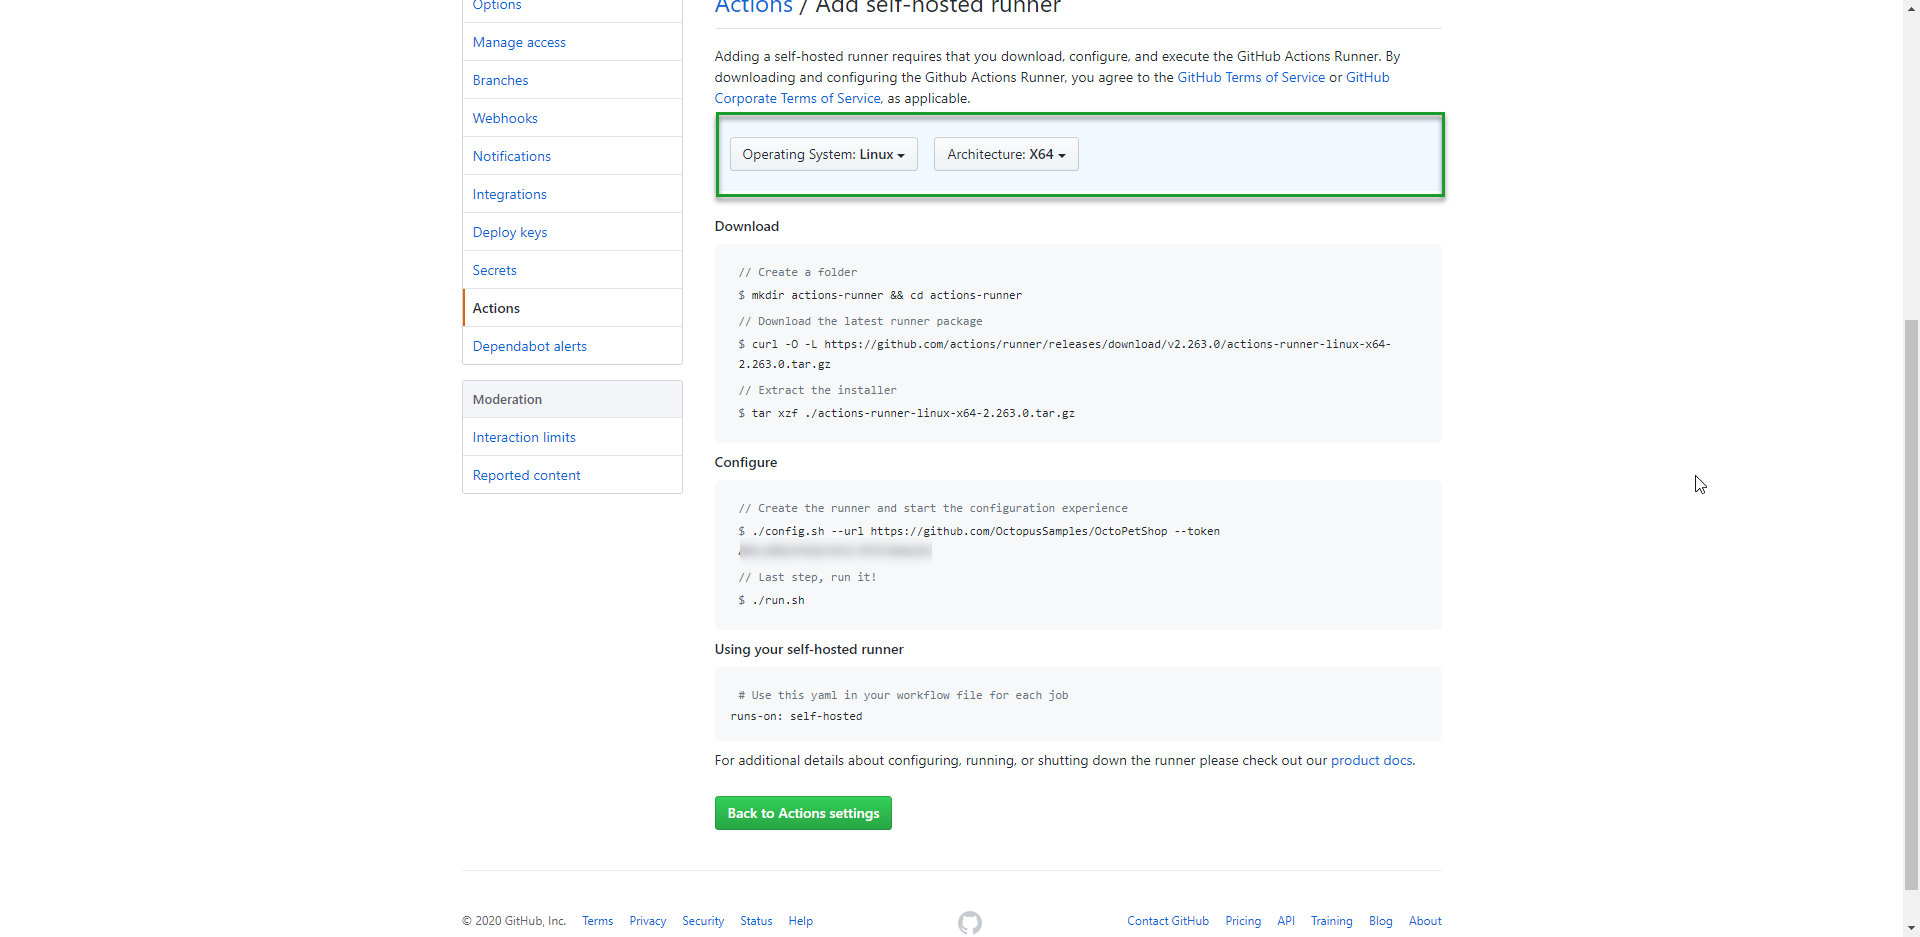 Options
Manage access
Branches
Webhooks
Notifications
Integrations
Deploy keys
Secrets
Actions
Dependabot alerts
Moderation
Interaction limits
Reported content
Actions / Add self-hosted runner
Adding a self-hosted runner requires that you download, configure, and execute the GitHub Actions Runner. By
downloading and configuring the Github Actions Runner, you agree to the GitHub Terms of Service or GitHub
Corporate Terms of Service, as applicable.
Operating System: Linux
Architecture: X64
Download
// Create a folder
$ mkdir actions-runner && cd actions-runner
// Download the latest runner package
$ curl -O -L https://github.com/actions/runner/releases/download/v2.263.0/actions-runner-linux-x64-
2.263.0.tar.gz
// Extract the installer
$ tar xzf ./actions-runner-linux-x64-2.263.0.tar.gz
Configure
// Create the runner and start the configuration experience
$ ./config.sh --url https://github.com/OctopusSamples/OctoPetShop --token
// Last step, run it!
$ ./run.sh
Using your self-hosted runner
# Use this yaml in your workflow file for each job
runs-on: self-hosted
For additional details about configuring, running, or shutting down the runner please check out our product docs.
Back to Actions settings
© 2020 GitHub, Inc. Terms Privacy Security Status Help Contact GitHub Pricing API Training Blog About